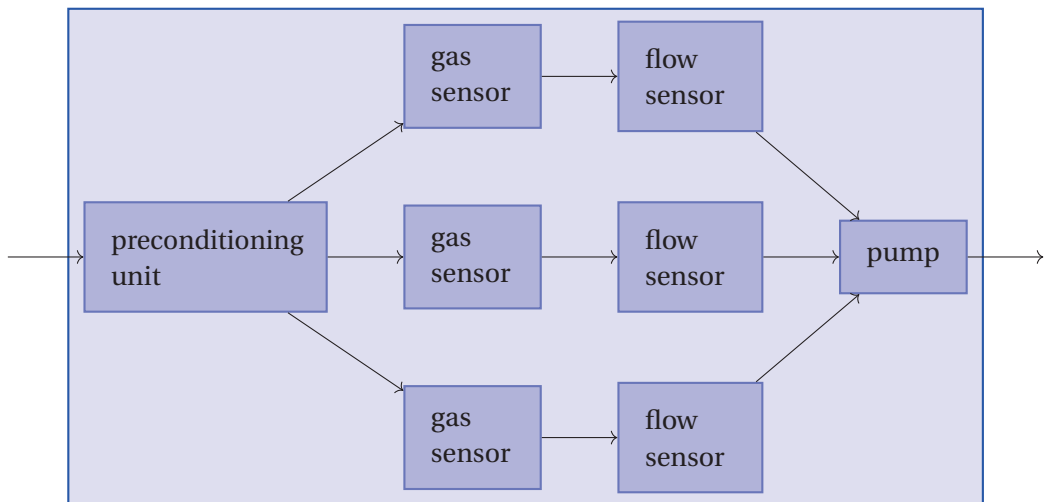 gas
sensor
flow
sensor
preconditioning
unit
gas
sensor
flow
sensor
pump
gas
sensor
flow
sensor